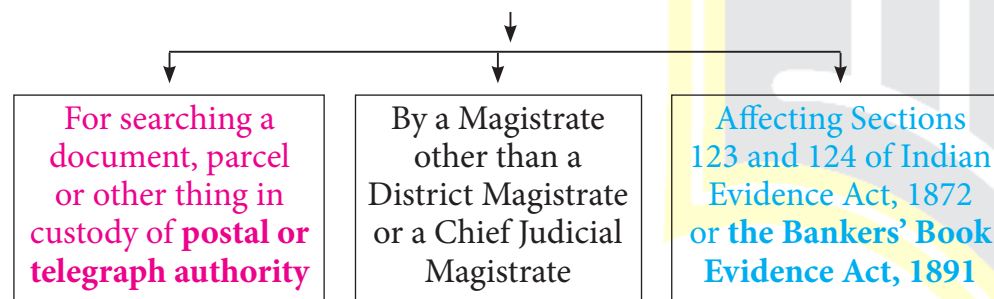 For searching a
document, parcel
or other thing in
custody of postal or
telegraph authority
By a Magistrate
other than a
District Magistrate
or a Chief Judicial
Magistrate
Affecting Sections
123 and 124 of Indian
Evidence Act, 1872
or the Bankers’ Book
Evidence Act, 1891